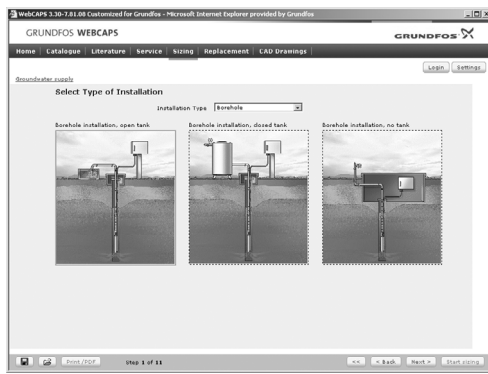 WebCAPS 3.30-7.81.08 Customized for Grundfos - Microsoft Internet Explorer provided by Grundfos
GRUNDFOS WEBCAPS
GRUNDFOS
Home Catalogue Literature Service Sizing Replacement CAD Drawings
Login Settings
Groundwater supply
Select Type of Installation
Installation Type Borehole
Borehole installation, open tank Borehole installation, closed tank Borehole installation, no tank
Print/PDF Step 1 of 11 << < Back Next > Start sizing